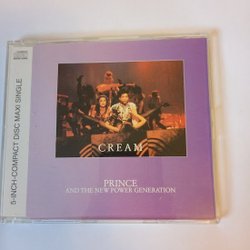 5-INCH-COMPACT DISC MAXI SINGLE
CREAM
PRINCE
AND THE NEW POWER GENERATION